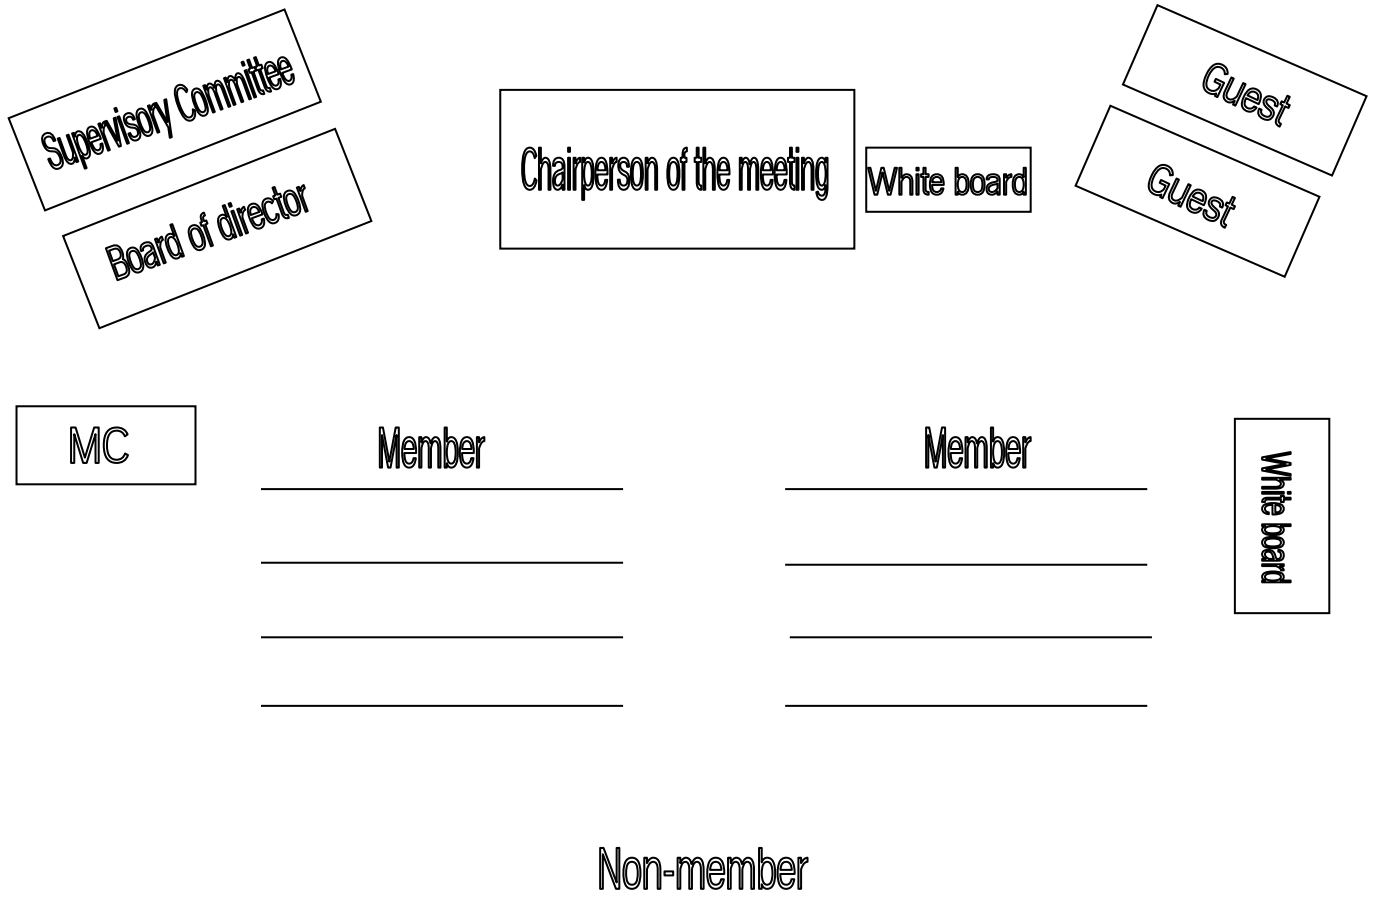 Supervisory Committee
Board of director
Chairperson of the meeting
White board
Guest
Guest
MC
Member
Member
White board
Non-member